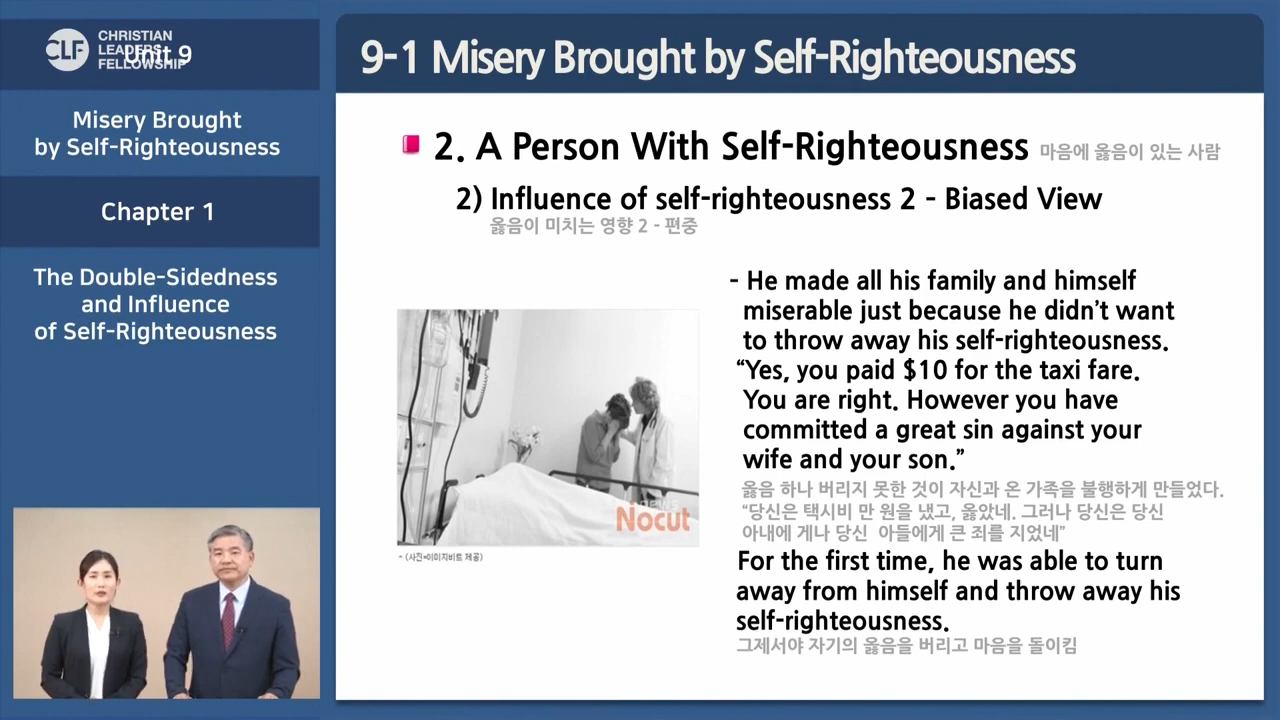 CLF
CHRISTIAN
LEADERS
FELLOWSHIP
Unit 9
Misery Brought
by Self-Righteousness
Chapter 1
The Double-Sidedness
and Influence
of Self-Righteousness
9-1 Misery Brought by Self-Righteousness
2. A Person With Self-Righteousness 마음에 옳음이 있는 사람
2) Influence of self-righteousness 2 - Biased View
옳음이 미치는 영향 2 - 편중
- He made all his family and himself
miserable just because he didn’t want
to throw away his self-righteousness.
“Yes, you paid $10 for the taxi fare.
You are right. However you have
committed a great sin against your
wife and your son.”
옳음 하나 버리지 못한 것이 자신과 온 가족을 불행하게 만들었다.
“당신은 택시비 만 원을 냈고, 옳았네. 그러나 당신은 당신
아내에 게나 당신 아들에게 큰 죄를 지었네”
For the first time, he was able to turn
away from himself and throw away his
self-righteousness.
그제서야 자기의 옳음을 버리고 마음을 돌이킴
Nocut
^ (사진=이미지비트 제공)